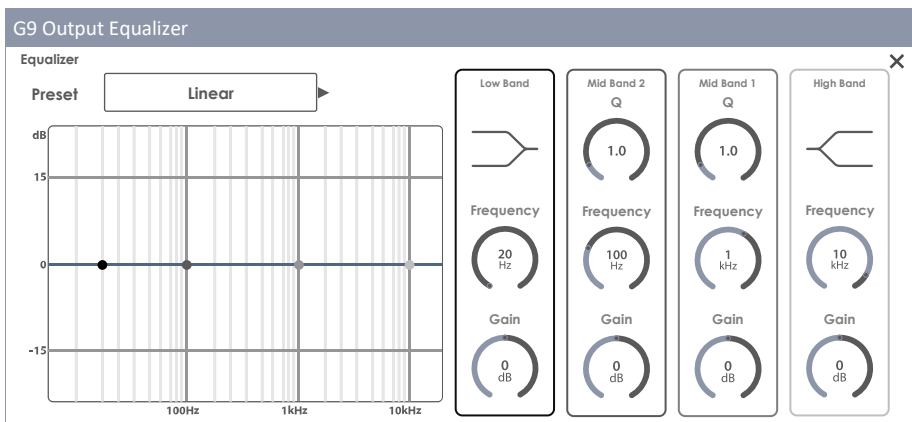 G9 Output Equalizer
Equalizer
Preset
Linear
dB
15
0
-15
100Hz
1kHz
10kHz
Low Band
Frequency
20
Hz
Gain
0
dB
Mid Band 2
Q
1.0
Frequency
100
Hz
Gain
0
dB
Mid Band 1
Q
1.0
Frequency
1
kHz
Gain
0
dB
High Band
Frequency
10
kHz
Gain
0
dB